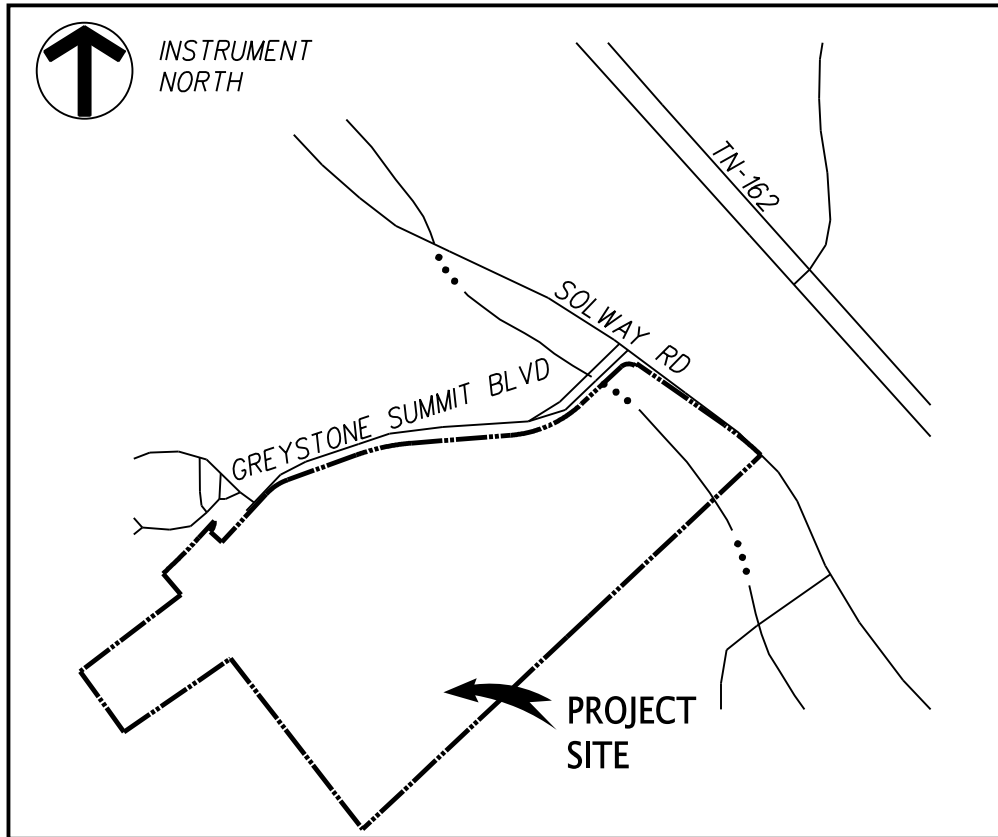 INSTRUMENT
NORTH
TN-162
SOLWAY RD
GREYSTONE SUMMIT BLVD
PROJECT
SITE